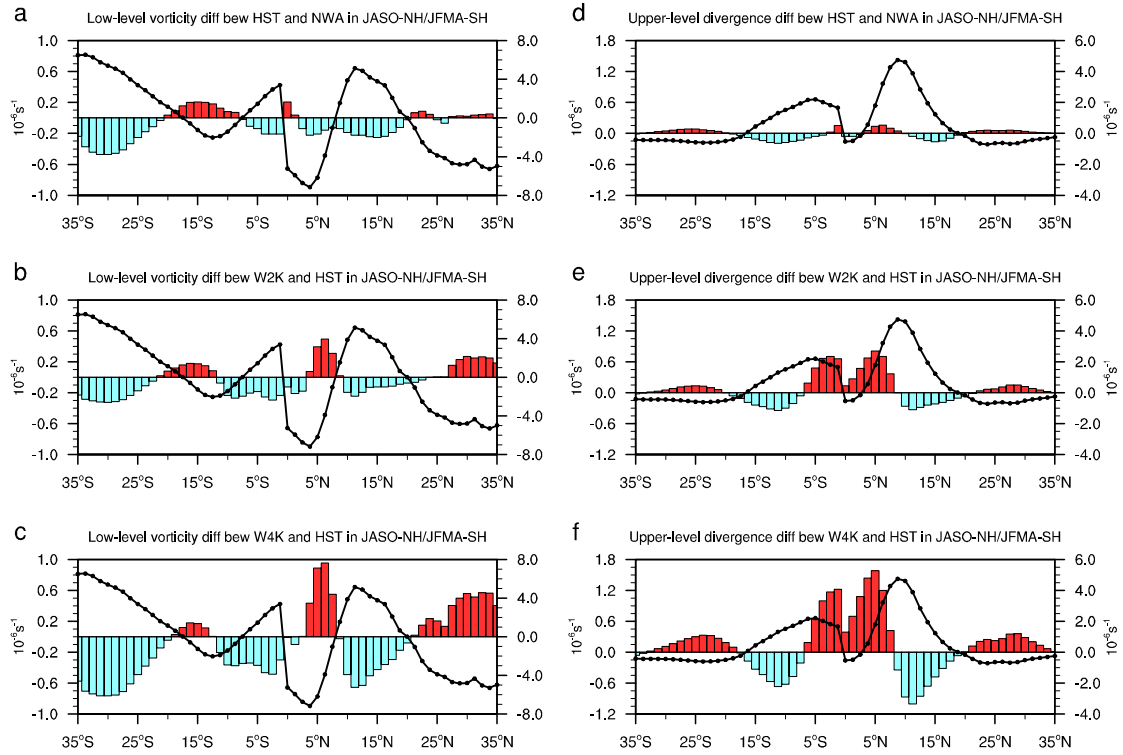 a
Low-level vorticity diff bew HST and NWA in JASO-NH/JFMA-SH
1.0
0.6
0.2
-0.2
-0.6
-1.0
10⁻⁶s⁻¹
8.0
4.0
0.0
-4.0
-8.0
35°S 25°S 15°S 5°S 5°N 15°N 25°N 35°N
d
Upper-level divergence diff bew HST and NWA in JASO-NH/JFMA-SH
1.8
1.2
0.6
0.0
-0.6
-1.2
10⁻⁶s⁻¹
6.0
4.0
2.0
0.0
-2.0
-4.0
35°S 25°S 15°S 5°S 5°N 15°N 25°N 35°N
b
Low-level vorticity diff bew W2K and HST in JASO-NH/JFMA-SH
1.0
0.6
0.2
-0.2
-0.6
-1.0
10⁻⁶s⁻¹
8.0
4.0
0.0
-4.0
-8.0
35°S 25°S 15°S 5°S 5°N 15°N 25°N 35°N
e
Upper-level divergence diff bew W2K and HST in JASO-NH/JFMA-SH
1.8
1.2
0.6
0.0
-0.6
-1.2
10⁻⁶s⁻¹
6.0
4.0
2.0
0.0
-2.0
-4.0
35°S 25°S 15°S 5°S 5°N 15°N 25°N 35°N
c
Low-level vorticity diff bew W4K and HST in JASO-NH/JFMA-SH
1.0
0.6
0.2
-0.2
-0.6
-1.0
10⁻⁶s⁻¹
8.0
4.0
0.0
-4.0
-8.0
35°S 25°S 15°S 5°S 5°N 15°N 25°N 35°N
f
Upper-level divergence diff bew W4K and HST in JASO-NH/JFMA-SH
1.8
1.2
0.6
0.0
-0.6
-1.2
10⁻⁶s⁻¹
6.0
4.0
2.0
0.0
-2.0
-4.0
35°S 25°S 15°S 5°S 5°N 15°N 25°N 35°N